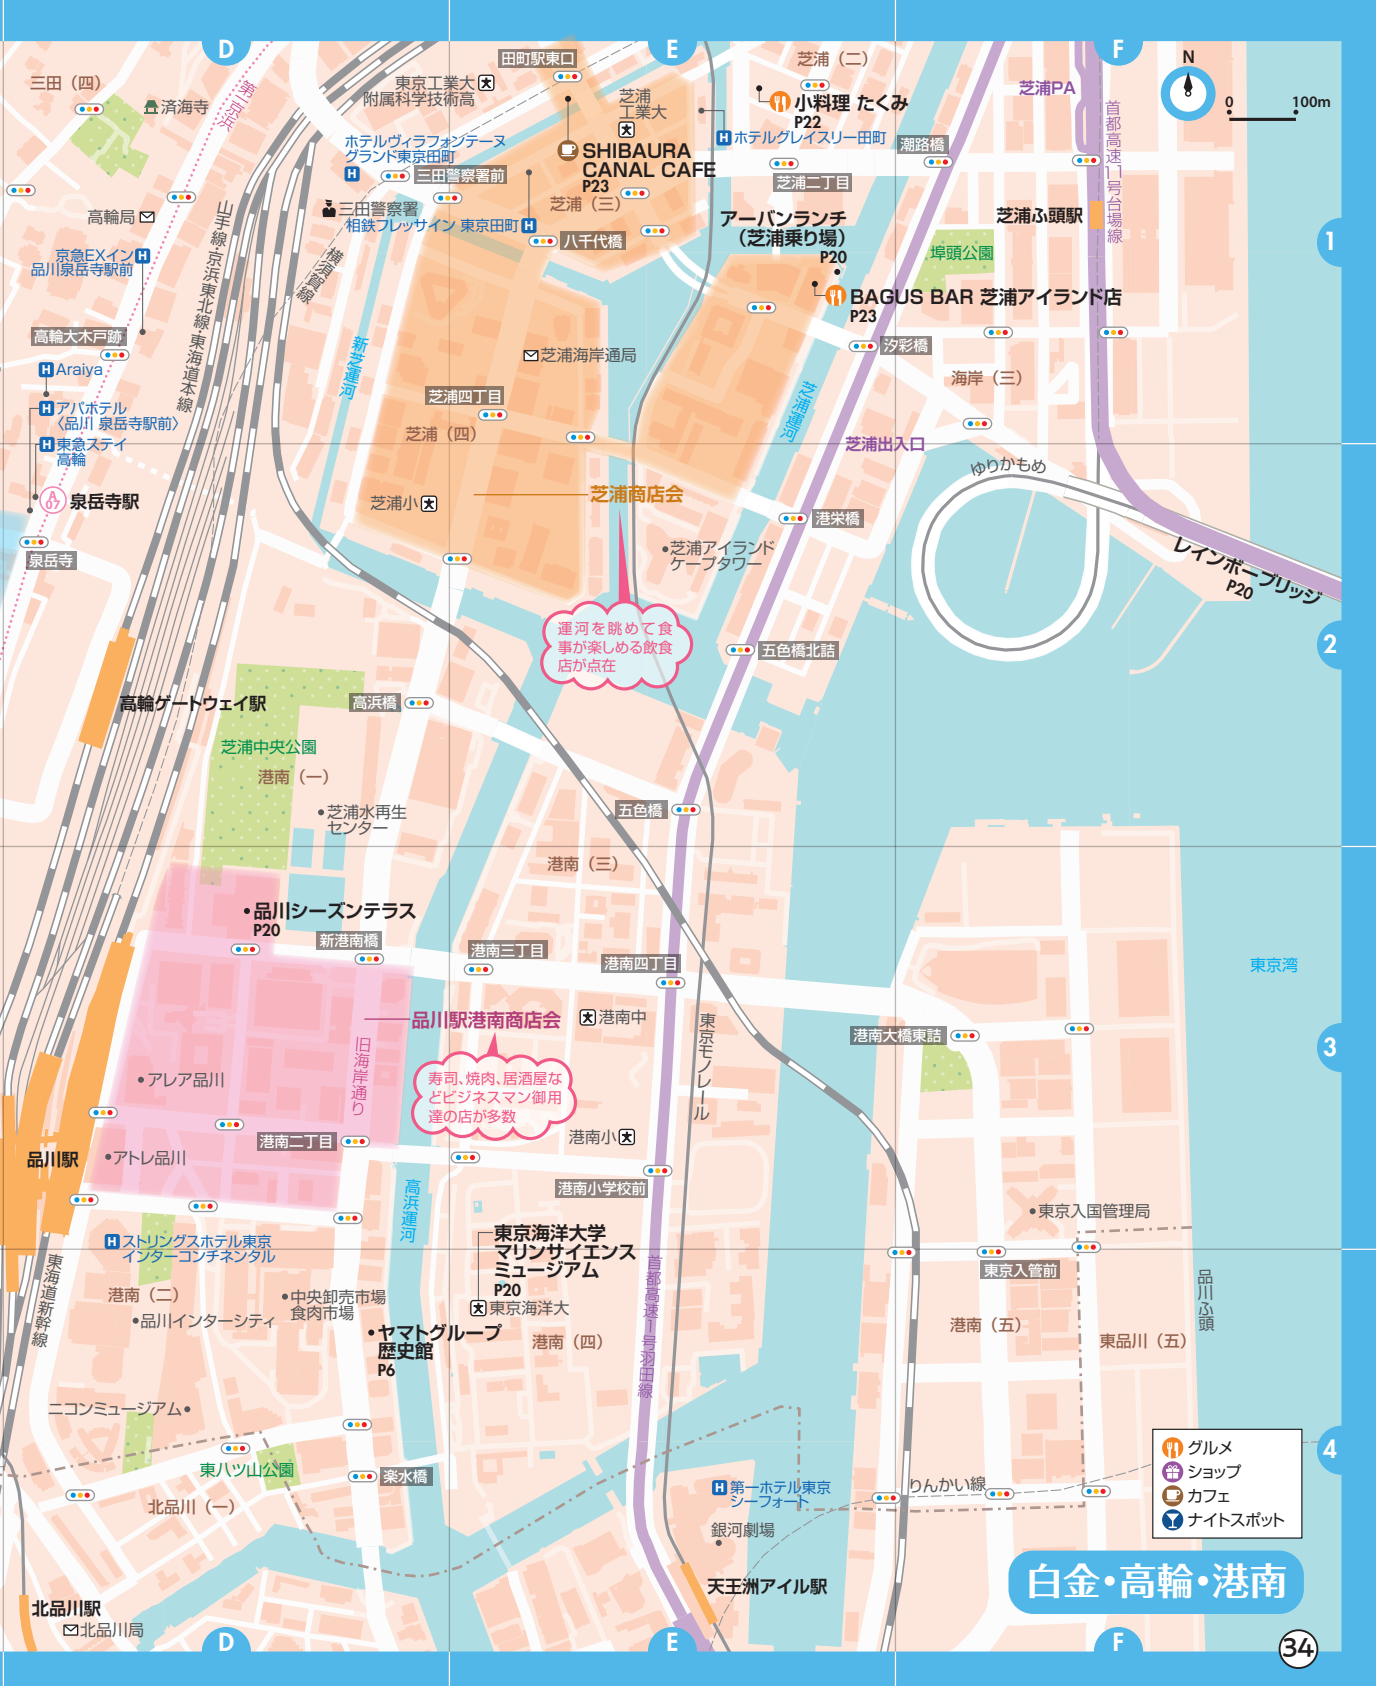 D
E
F
三田（四）
済海寺
第一京浜
田町駅東口
東京工業大
附属科学技術高
芝浦
工業大
芝浦（二）
小料理 たくみ
P22
芝浦PA
首都高速11号台場線
N
0
100m
ホテルヴィラフォンテーヌ
グランド東京田町
三田警察署前
SHIBAURA
CANAL CAFE
P23
ホテルグレイスリー田町
潮路橋
芝浦二丁目
高輪局
三田警察署
相鉄フレッサイン 東京田町
芝浦（三）
八千代橋
アーバンランチ
（芝浦乗り場）
P20
芝浦ふ頭駅
埠頭公園
1
京急EXイン
品川泉岳寺駅前
山手線・京浜東北線・東海道本線
横須賀線
BAGUS BAR 芝浦アイランド店
P23
高輪大木戸跡
新芝運河
芝浦海岸通局
汐彩橋
海岸（三）
Araiya
アパホテル
〈品川 泉岳寺駅前〉
芝浦四丁目
芝浦（四）
芝浦運河
芝浦出入口
東急ステイ
高輪
A
07
泉岳寺駅
泉岳寺
芝浦小
芝浦商店会
港栄橋
ゆりかもめ
芝浦アイランド
ケープタワー
レインボーブリッジ
P20
運河を眺めて食
事が楽しめる飲食
店が点在
五色橋北詰
2
高輪ゲートウェイ駅
高浜橋
芝浦中央公園
港南（一）
芝浦水再生
センター
五色橋
港南（三）
品川シーズンテラス
P20
新港南橋
港南三丁目
港南四丁目
東京湾
品川駅港南商店会
港南中
東京モノレール
港南大橋東詰
3
旧海岸通り
アレア品川
寿司、焼肉、居酒屋な
どビジネスマン御用
達の店が多数
港南二丁目
港南小
品川駅
アトレ品川
港南小学校前
高浜運河
東京入国管理局
ストリングスホテル東京
インターコンチネンタル
東京海洋大学
マリンサイエンス
ミュージアム
P20
東京海洋大
東京入管前
品川ふ頭
東海道新幹線
港南（二）
中央卸売市場
食肉市場
品川インターシティ
ヤマトグループ
歴史館
P6
港南（四）
首都高速1号羽田線
港南（五）
東品川（五）
ニコンミュージアム
東八ツ山公園
楽水橋
北品川（一）
第一ホテル東京
シーフォート
銀河劇場
りんかい線
グルメ
ショップ
カフェ
ナイトスポット
4
天王洲アイル駅
白金・高輪・港南
北品川駅
北品川局
D
E
F
34